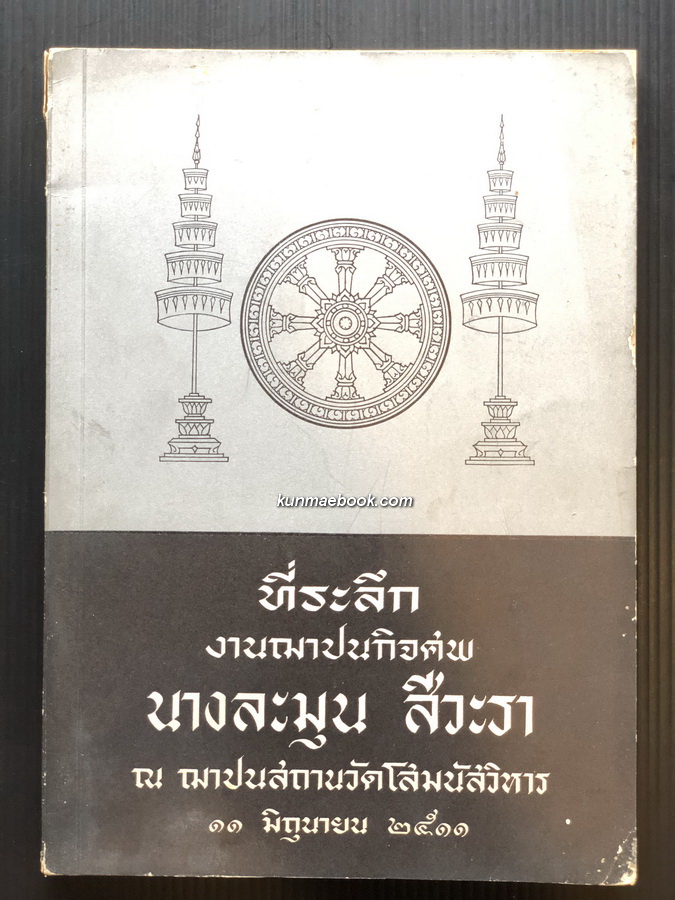 kunmaebook.com
ที่ระลึก
งานฌาปนกิจศพ
นางละมุน สีวะรา
ณ ฌาปนสถานวัดโสมนัสวิหาร
๑๑ มิถุนายน ๒๕๑๑